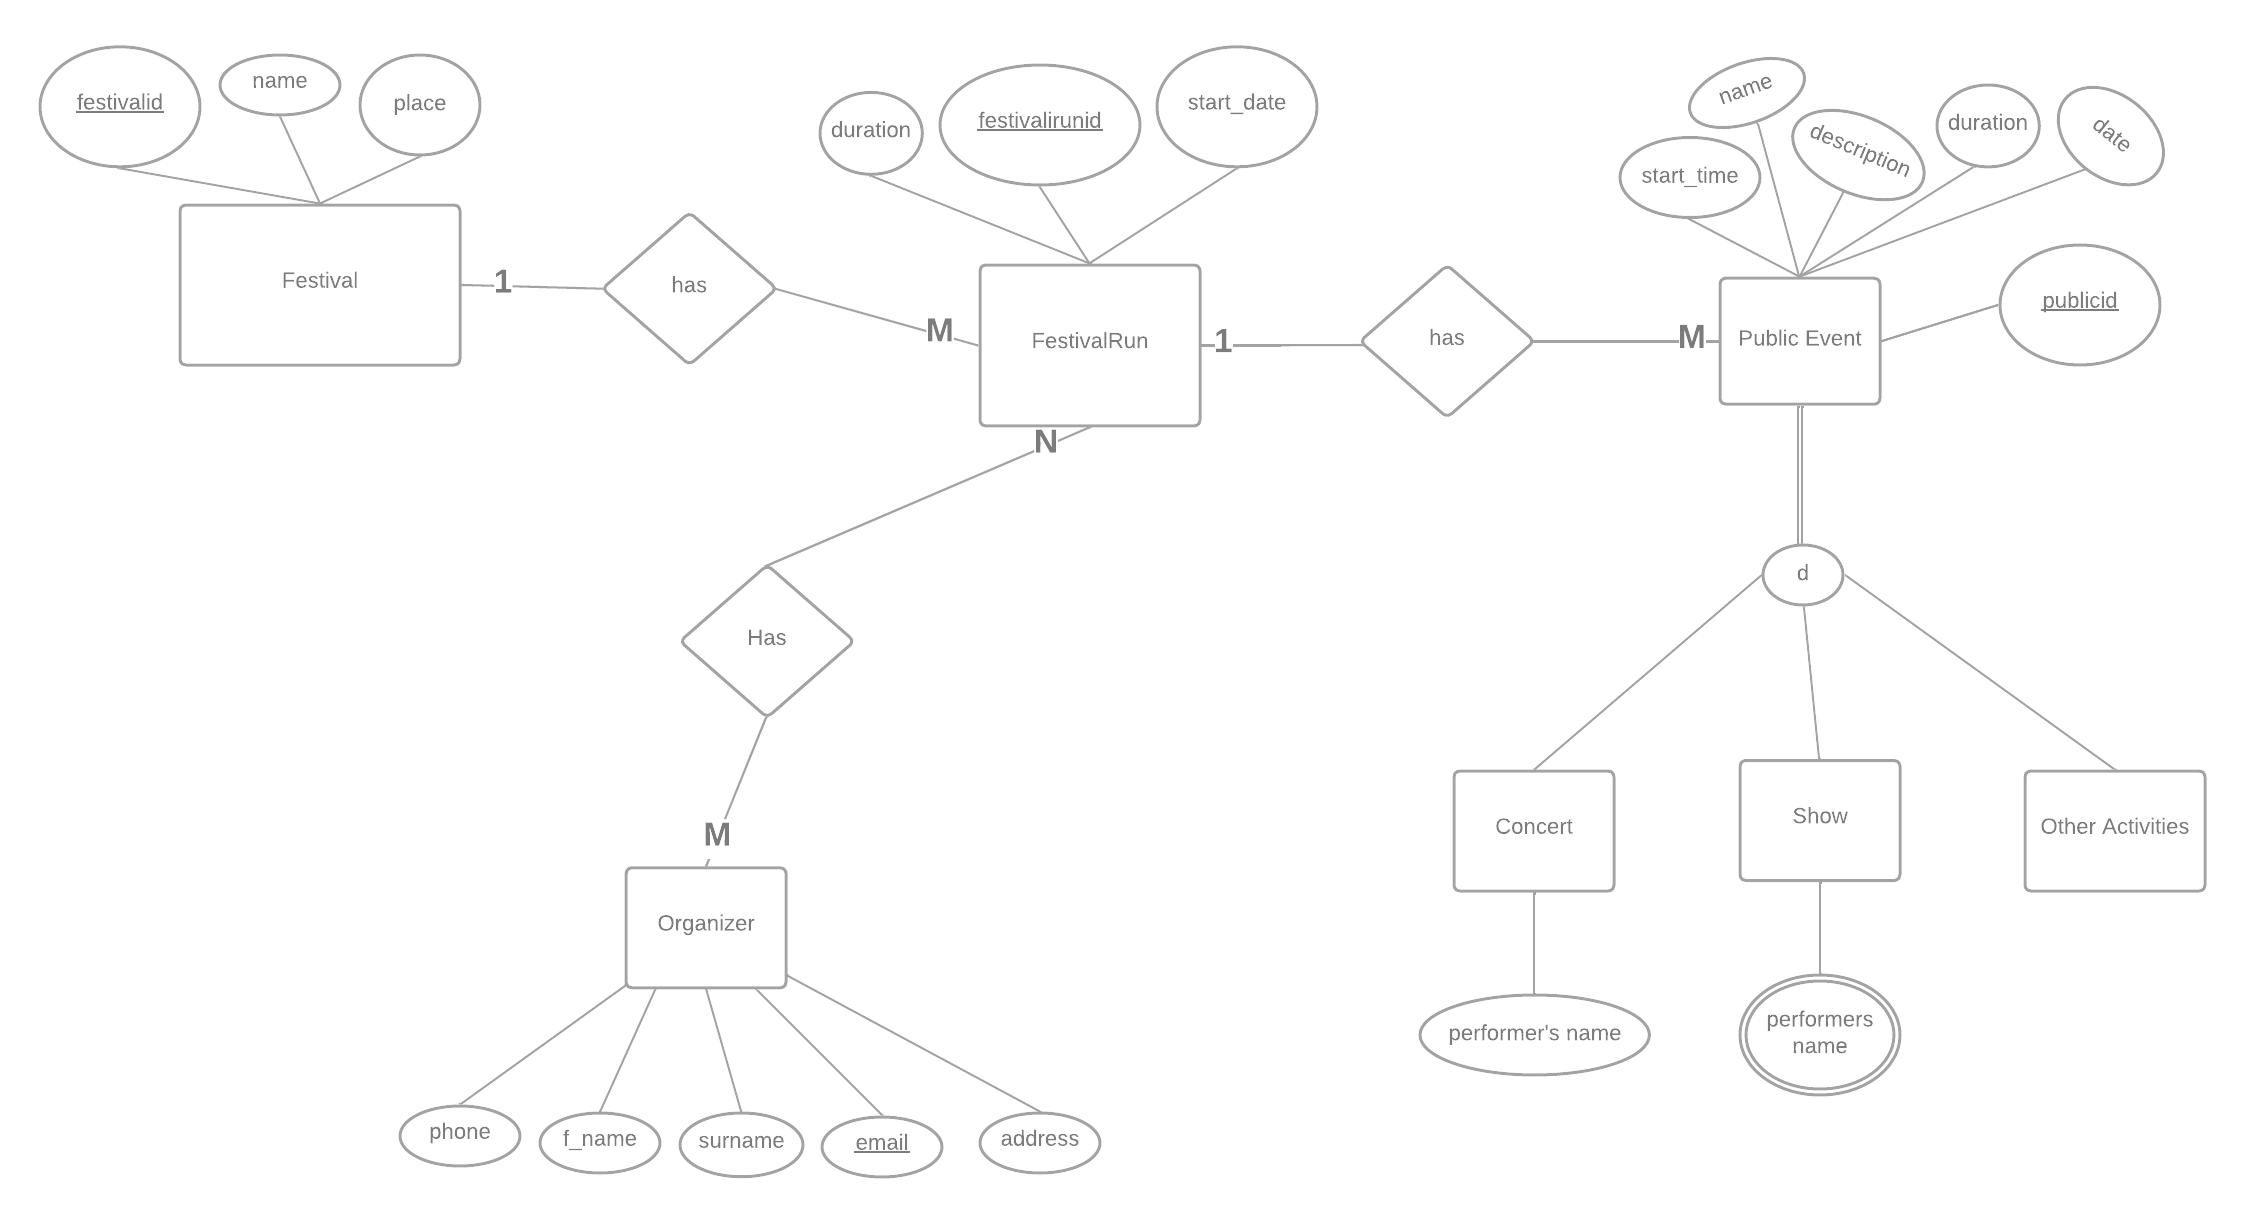 festivalid
name
place
duration
festivalirunid
start_date
name
start_time
description
duration
date
publicid
Festival
1
has
M
FestivalRun
1
has
M
Public Event
N
Has
M
Organizer
d
Concert
Show
Other Activities
performer's name
performers
name
phone
f_name
surname
email
address